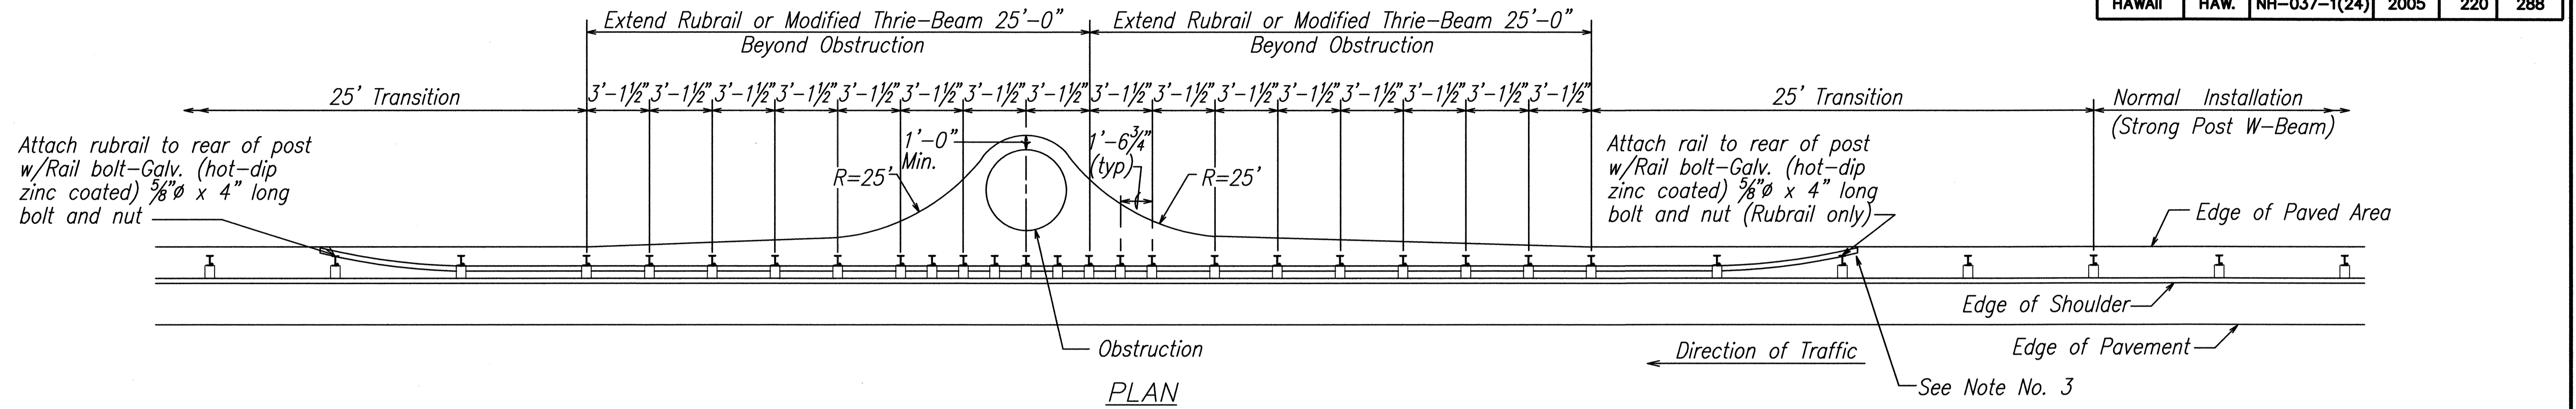 HAWAII HAW. NH-037-1(24) 2005 220 288
Extend Rubrail or Modified Thrie-Beam 25'-0" Extend Rubrail or Modified Thrie-Beam 25'-0"
Beyond Obstruction Beyond Obstruction
25' Transition 3'-1½" 3'-1½" 3'-1½" 3'-1½" 3'-1½" 3'-1½" 3'-1½" 3'-1½" 3'-1½" 3'-1½" 3'-1½" 3'-1½" 3'-1½" 3'-1½" 3'-1½" 3'-1½" 25' Transition Normal Installation
(Strong Post W-Beam)
Attach rubrail to rear of post
w/Rail bolt-Galv. (hot-dip
zinc coated) ⅝"ø x 4" long
bolt and nut
1'-0"
Min.
R=25'
1'-6¾"
(typ)
R=25'
Attach rail to rear of post
w/Rail bolt-Galv. (hot-dip
zinc coated) ⅝"ø x 4" long
bolt and nut (Rubrail only)
Edge of Paved Area
Edge of Shoulder
Obstruction
Direction of Traffic
Edge of Pavement
See Note No. 3
PLAN